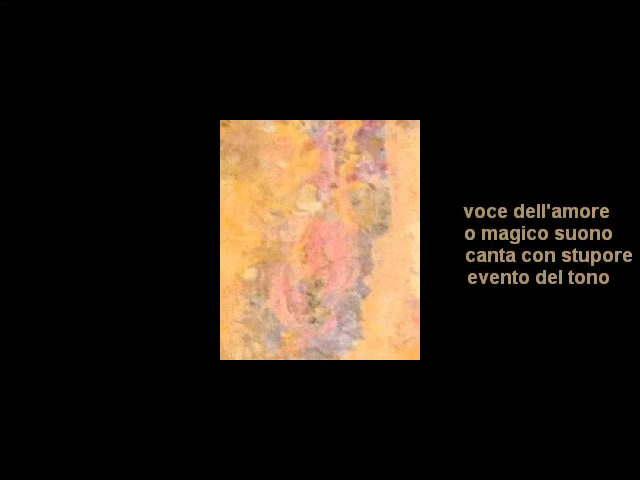 voce dell'amore
o magico suono
canta con stupore
evento del tono